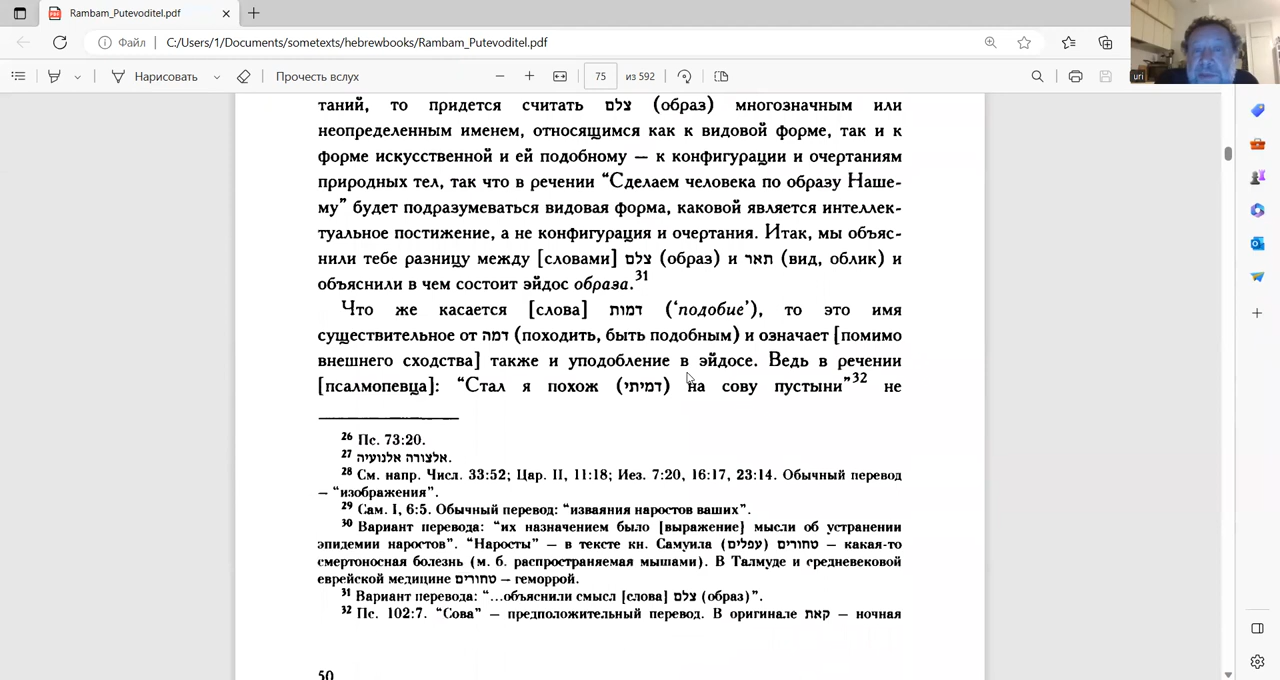 Rambam_Putevoditel.pdf
Файл
C:/Users/1/Documents/sometexts/hebrewbooks/Rambam_Putevoditel.pdf
uri
Нарисовать
Прочесть вслух
75 из 592
таний, то придется считать צלם (образ) многозначным или
неопределенным именем, относящимся как к видовой форме, так и к
форме искусственной и ей подобному — к конфигурации и очертаниям
природных тел, так что в речении “Сделаем человека по образу Наше-
му” будет подразумеваться видовая форма, каковой является интеллек-
туальное постижение, а не конфигурация и очертания. Итак, мы объяс-
нили тебе разницу между [словами] צלם (образ) и תאר (вид, облик) и
объяснили в чем состоит эйдос образа.31
Что же касается [слова] דמות (‘подобие’), то это имя
существительное от דמה (походить, быть подобным) и означает [помимо
внешнего сходства] также и уподобление в эйдосе. Ведь в речении
[псалмопевца]: “Стал я похож (דמיתי) на сову пустыни”32 не
26 Пс. 73:20.
27 אלצורה אלנועיה.
28 См. напр. Числ. 33:52; Цар. II, 11:18; Иез. 7:20, 16:17, 23:14. Обычный перевод
— “изображения”.
29 Сам. I, 6:5. Обычный перевод: “изваяния наростов ваших”.
30 Вариант перевода: “их назначением было [выражение] мысли об устранении
эпидемии наростов”. “Наросты” — в тексте кн. Самуила (עפלים) טחורים — какая-то
смертоносная болезнь (м. б. распространяемая мышами). В Талмуде и средневековой
еврейской медицине טחורים — геморрой.
31 Вариант перевода: “...объяснили смысл [слова] צלם (образ)”.
32 Пс. 102:7. “Сова” — предположительный перевод. В оригинале קאת — ночная
50